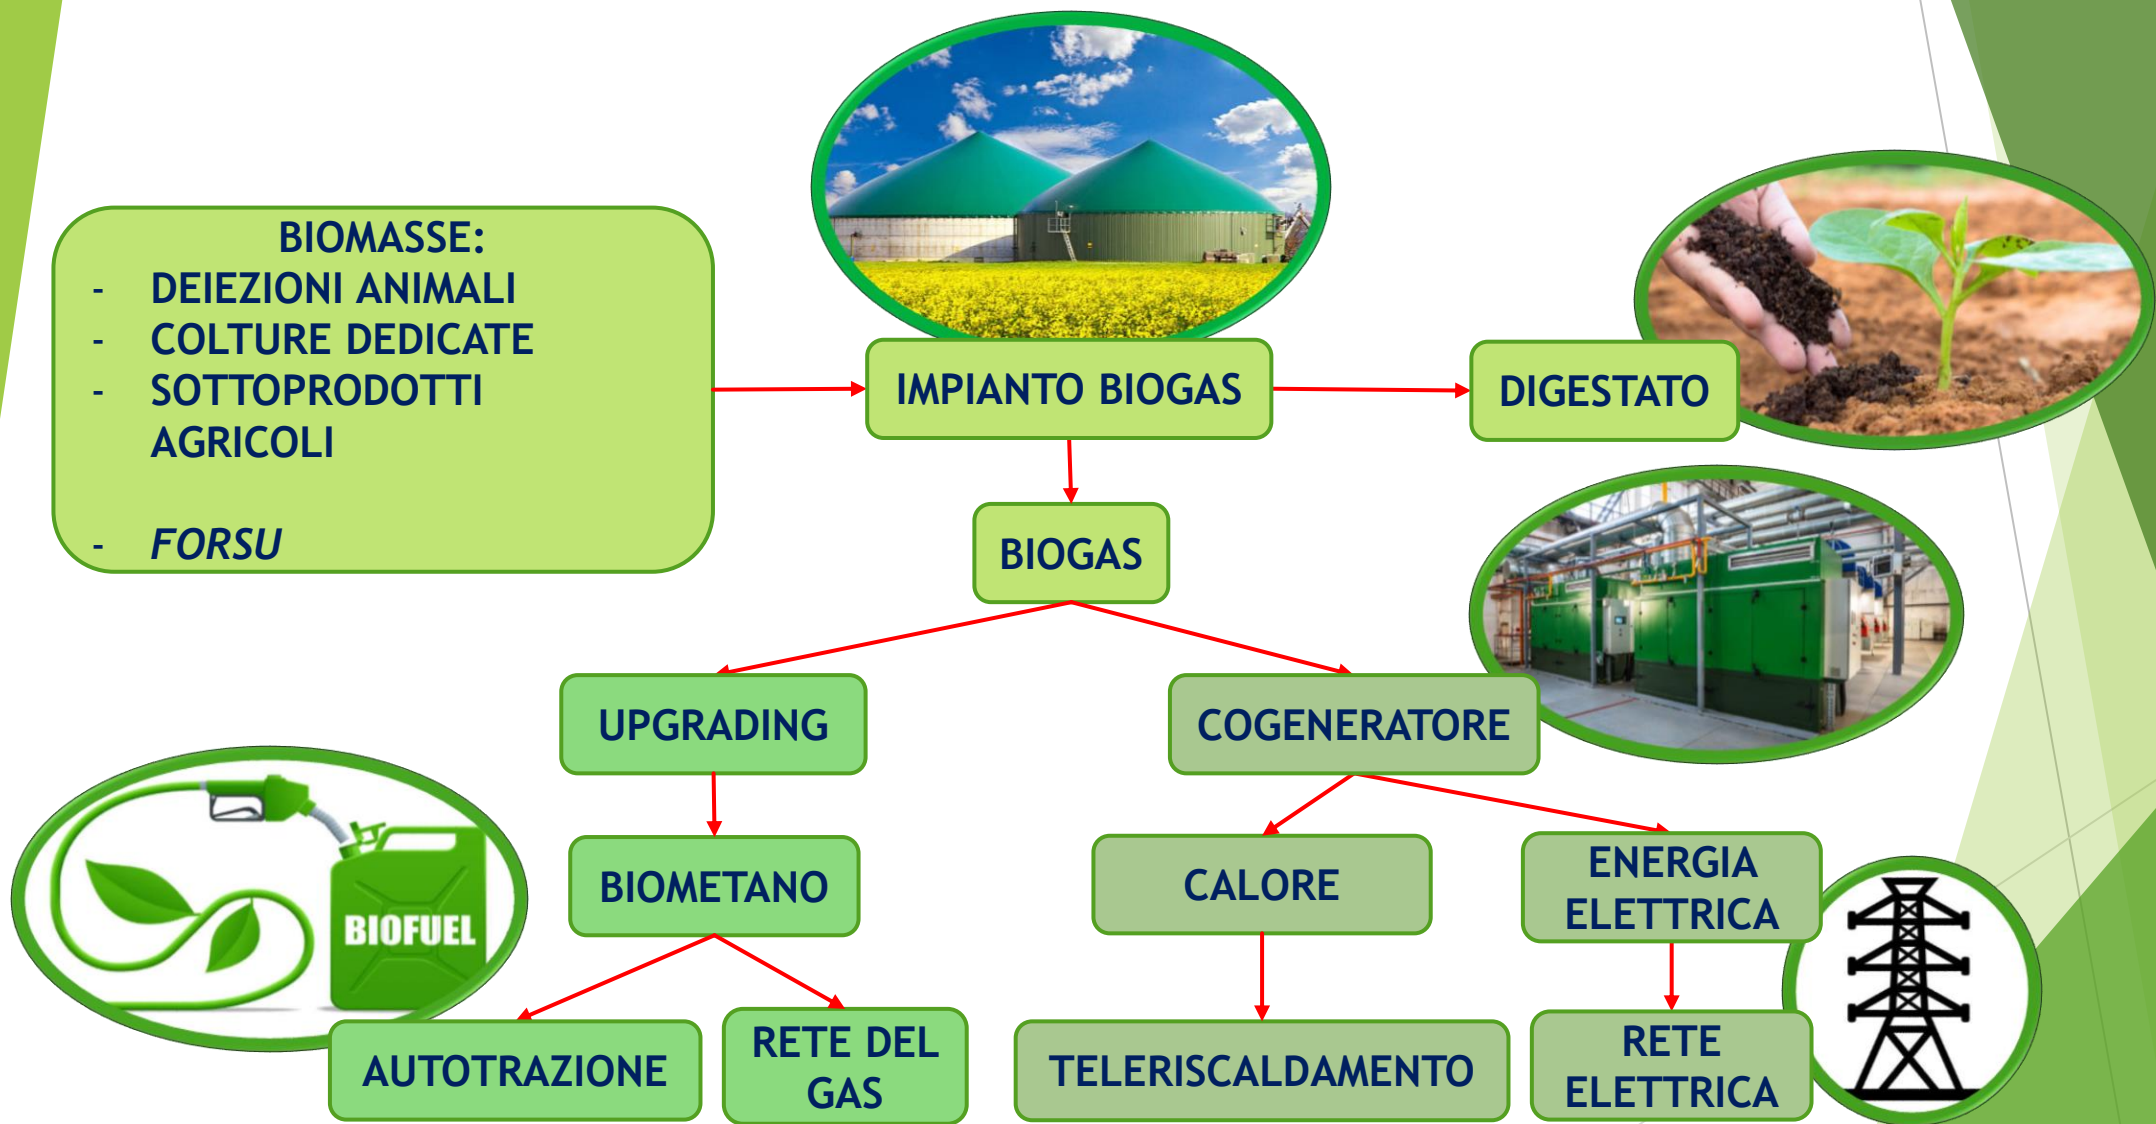 BIOMASSE:
- DEIEZIONI ANIMALI
- COLTURE DEDICATE
- SOTTOPRODOTTI
AGRICOLI
- FORSU
IMPIANTO BIOGAS
DIGESTATO
BIOGAS
UPGRADING
COGENERATORE
BIOFUEL
BIOMETANO
CALORE
ENERGIA
ELETTRICA
AUTOTRAZIONE
RETE DEL
GAS
TELERISCALDAMENTO
RETE
ELETTRICA